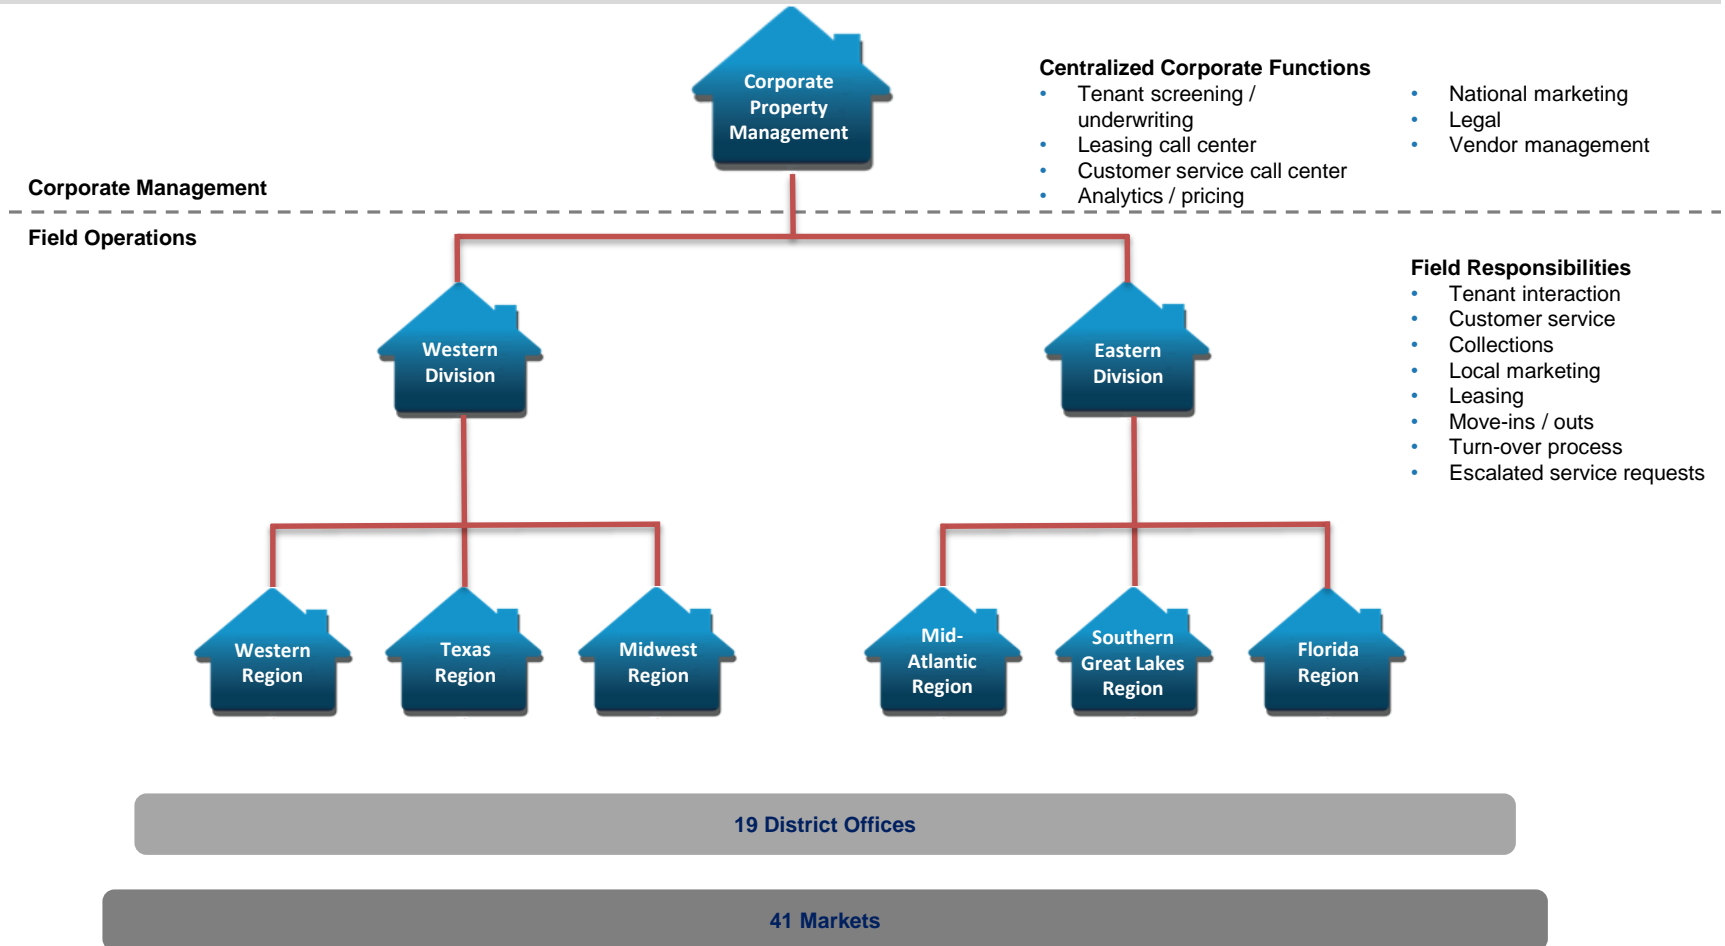 Corporate
Property
Management
Centralized Corporate Functions
• Tenant screening /
underwriting
• Leasing call center
• Customer service call center
• Analytics / pricing
• National marketing
• Legal
• Vendor management
Corporate Management
Field Operations
Field Responsibilities
• Tenant interaction
• Customer service
• Collections
• Local marketing
• Leasing
• Move-ins / outs
• Turn-over process
• Escalated service requests
Western
Division
Eastern
Division
Western
Region
Texas
Region
Midwest
Region
Mid-
Atlantic
Region
Southern
Great Lakes
Region
Florida
Region
19 District Offices
41 Markets